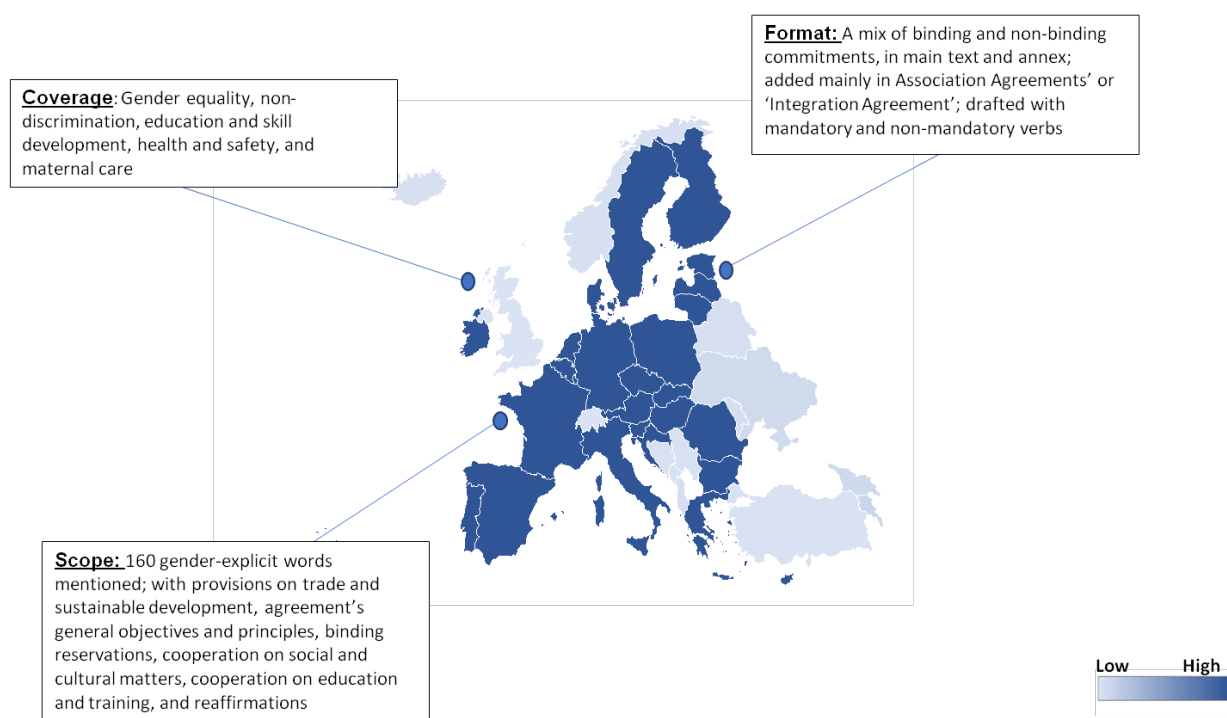 Format: A mix of binding and non-binding
commitments, in main text and annex;
added mainly in Association Agreements’ or
‘Integration Agreement’; drafted with
mandatory and non-mandatory verbs
Coverage: Gender equality, non-
discrimination, education and skill
development, health and safety, and
maternal care
Scope: 160 gender-explicit words
mentioned; with provisions on trade and
sustainable development, agreement’s
general objectives and principles, binding
reservations, cooperation on social and
cultural matters, cooperation on education
and training, and reaffirmations
Low High